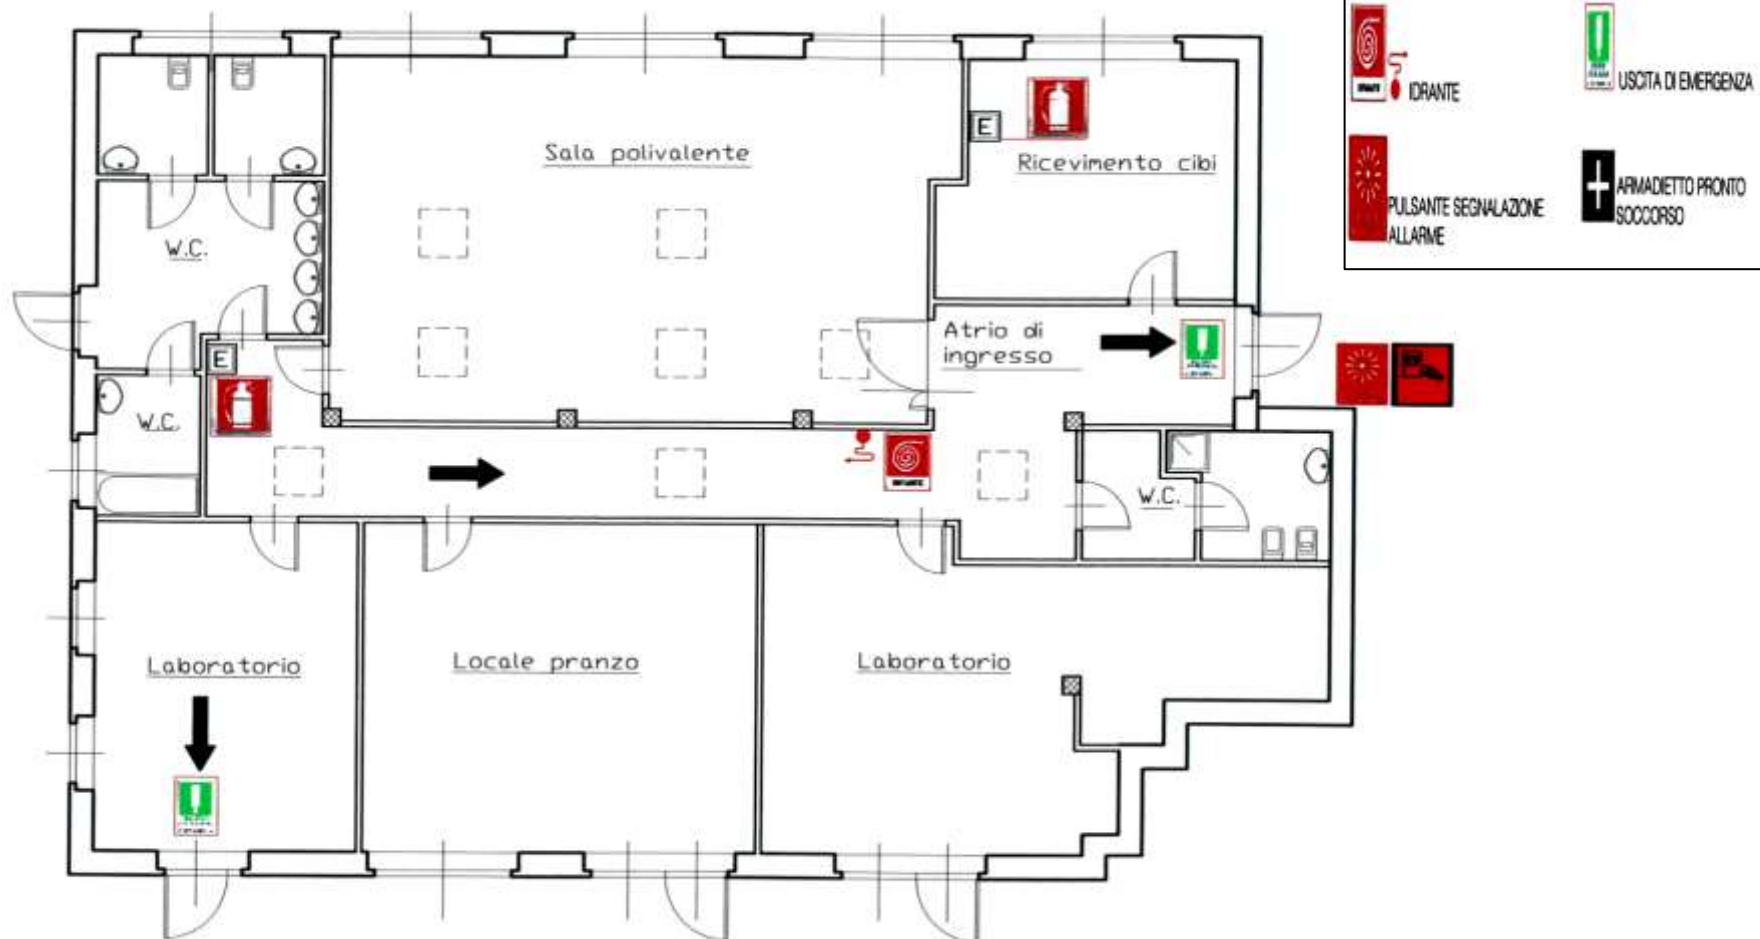 IDRANTE
USCITA DI EMERGENZA
PULSANTE SEGNALAZIONE
ALLARME
ARMADIETTO PRONTO
SOCCORSO
E
Sala polivalente
Ricevimento cibi
W.C.
Atrio di
ingresso
E
W.C.
W.C.
Laboratorio
Locale pranzo
Laboratorio